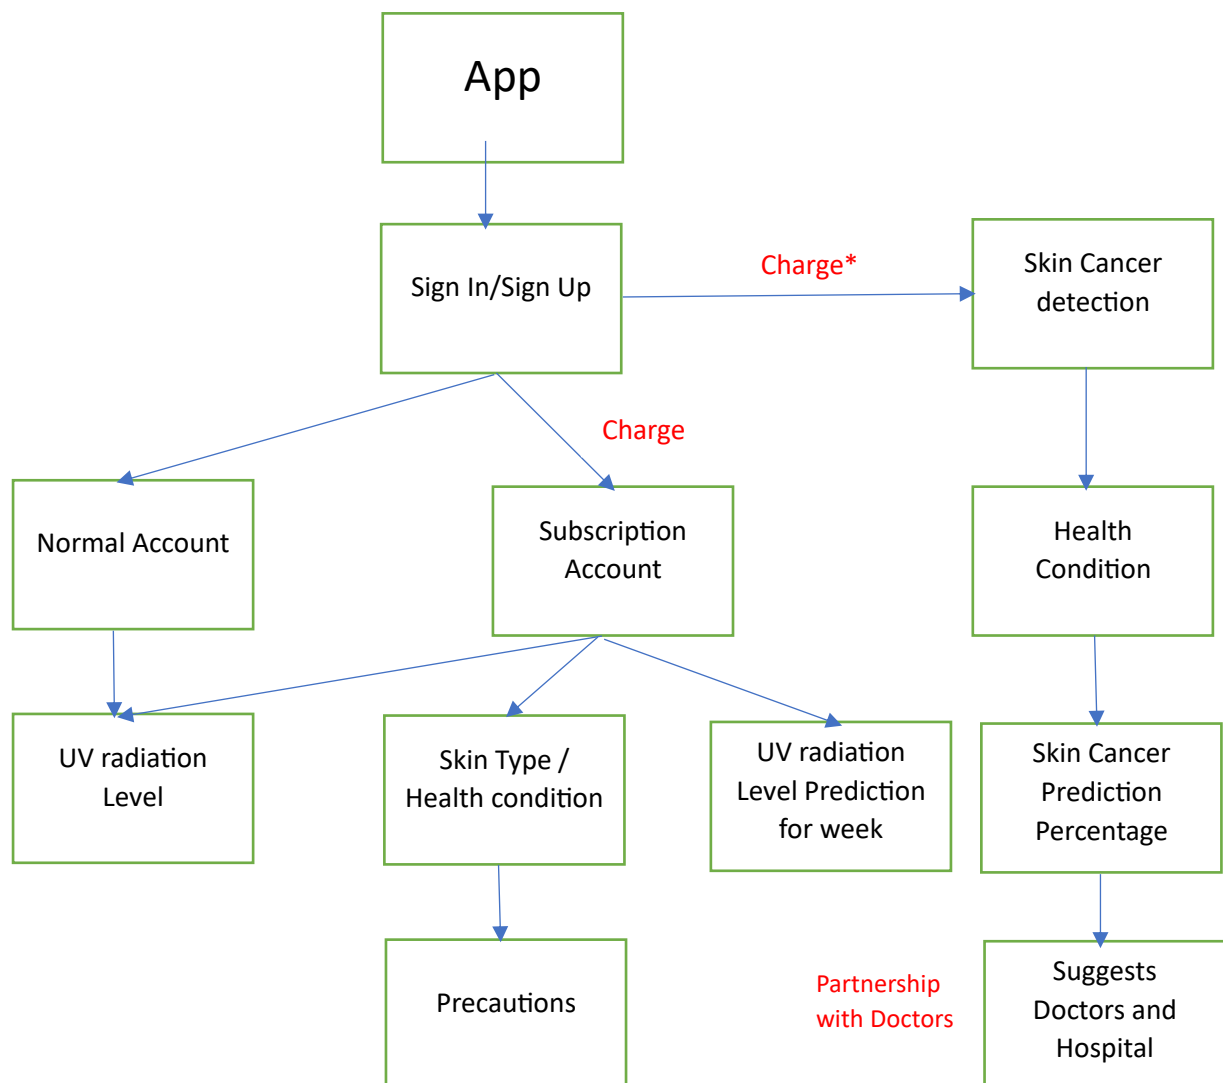 App
Sign In/Sign Up
Charge*
Skin Cancer
detection
Charge
Normal Account
Subscription
Account
Health
Condition
UV radiation
Level
Skin Type /
Health condition
UV radiation
Level Prediction
for week
Skin Cancer
Prediction
Percentage
Precautions
Partnership
with Doctors
Suggests
Doctors and
Hospital